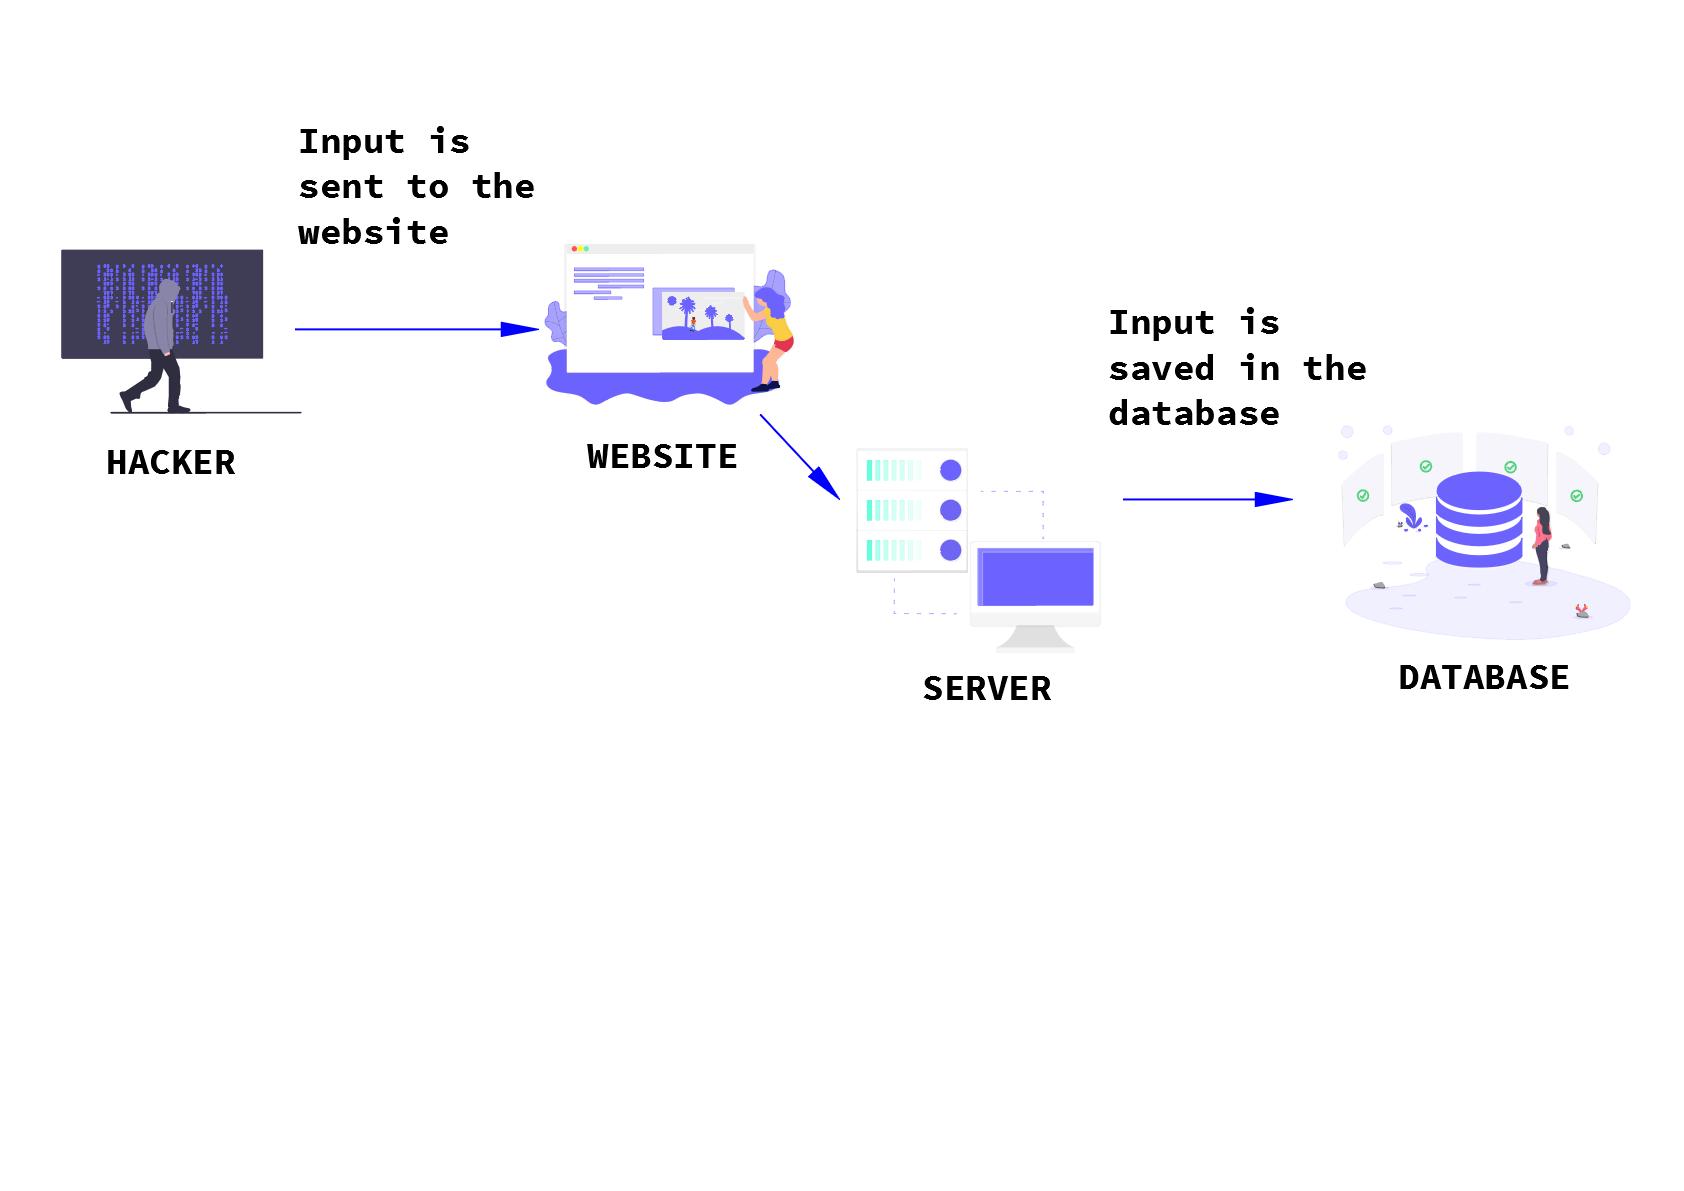 Input is
sent to the
website
HACKER
WEBSITE
Input is
saved in the
database
SERVER
DATABASE